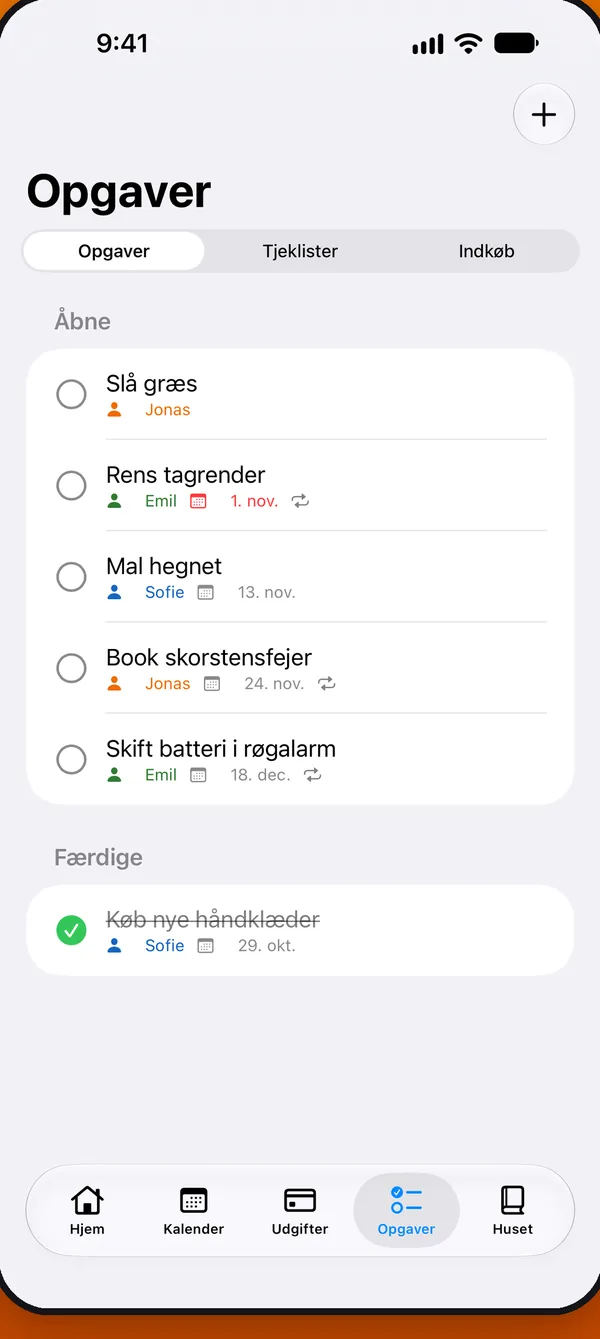 9:41
Opgaver
Opgaver Tjeklister Indkøb
Åbne
Slå græs
Jonas
Rens tagrender
Emil 1. nov.
Mal hegnet
Sofie 13. nov.
Book skorstensfejer
Jonas 24. nov.
Skift batteri i røgalarm
Emil 18. dec.
Færdige
Køb nye håndklæder
Sofie 29. okt.
Hjem Kalender Udgifter Opgaver Huset